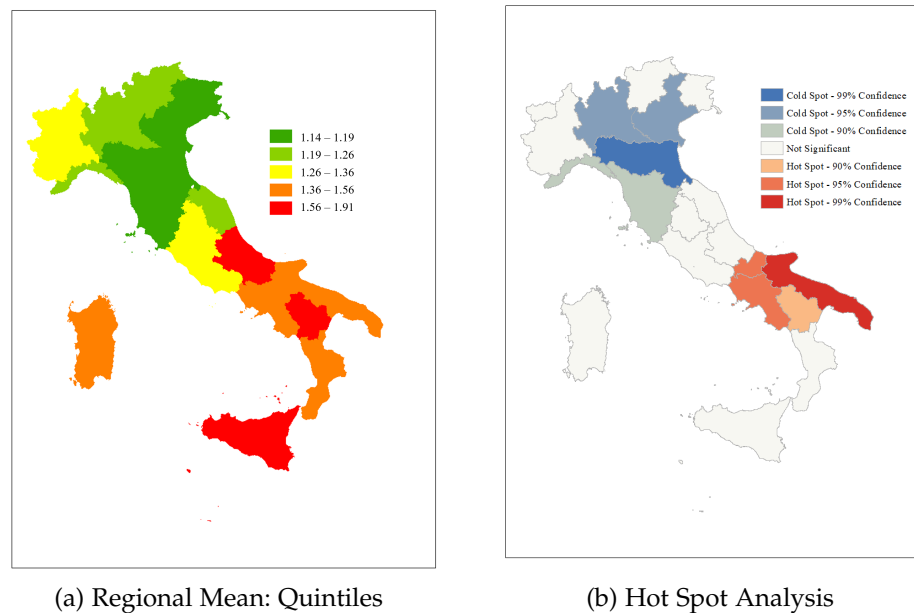 1.14 – 1.19
1.19 – 1.26
1.26 – 1.36
1.36 – 1.56
1.56 – 1.91
Cold Spot - 99% Confidence
Cold Spot - 95% Confidence
Cold Spot - 90% Confidence
Not Significant
Hot Spot - 90% Confidence
Hot Spot - 95% Confidence
Hot Spot - 99% Confidence
(a) Regional Mean: Quintiles
(b) Hot Spot Analysis